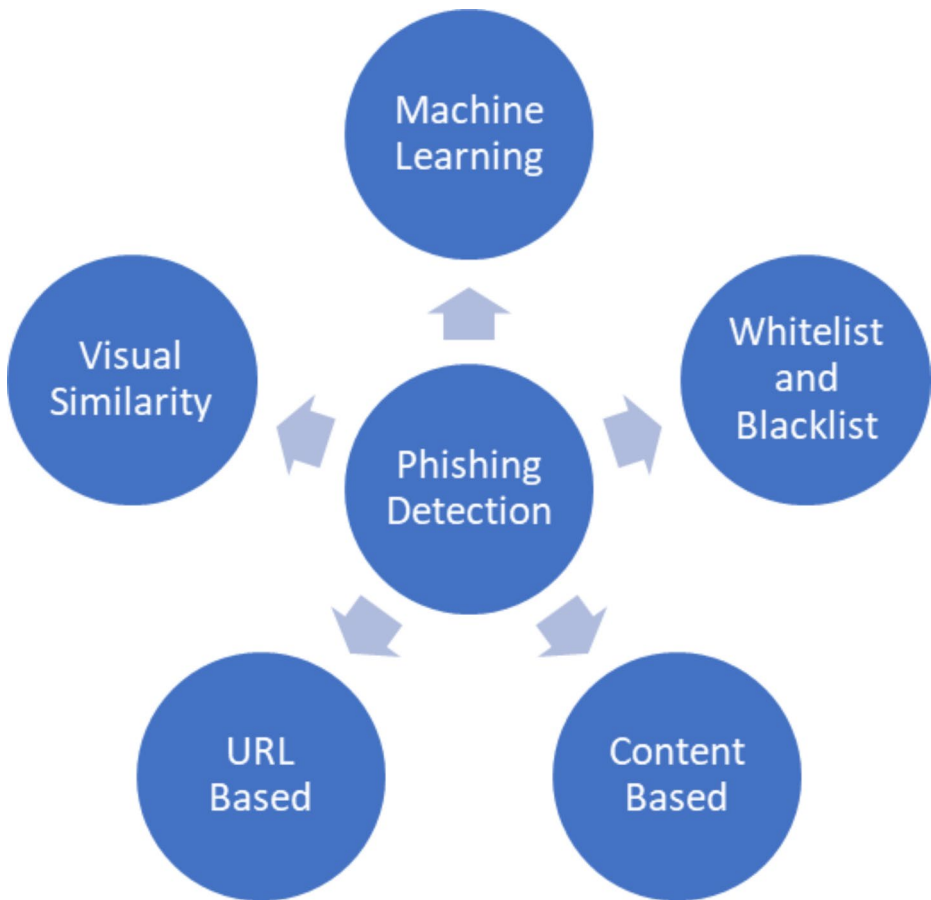 Machine
Learning
Whitelist
and
Blacklist
Content
Based
URL
Based
Visual
Similarity
Phishing
Detection